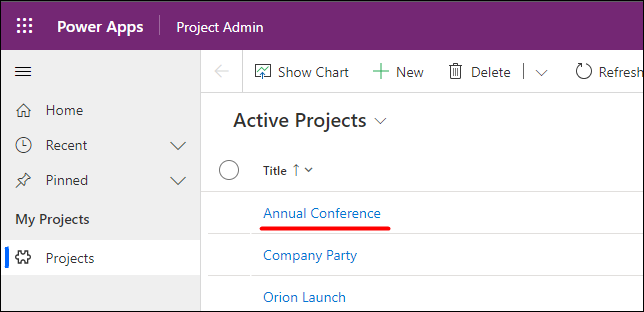 Power Apps Project Admin
Show Chart New Delete Refresh
Home
Recent
Pinned
My Projects
Projects
Active Projects
Title
Annual Conference
Company Party
Orion Launch